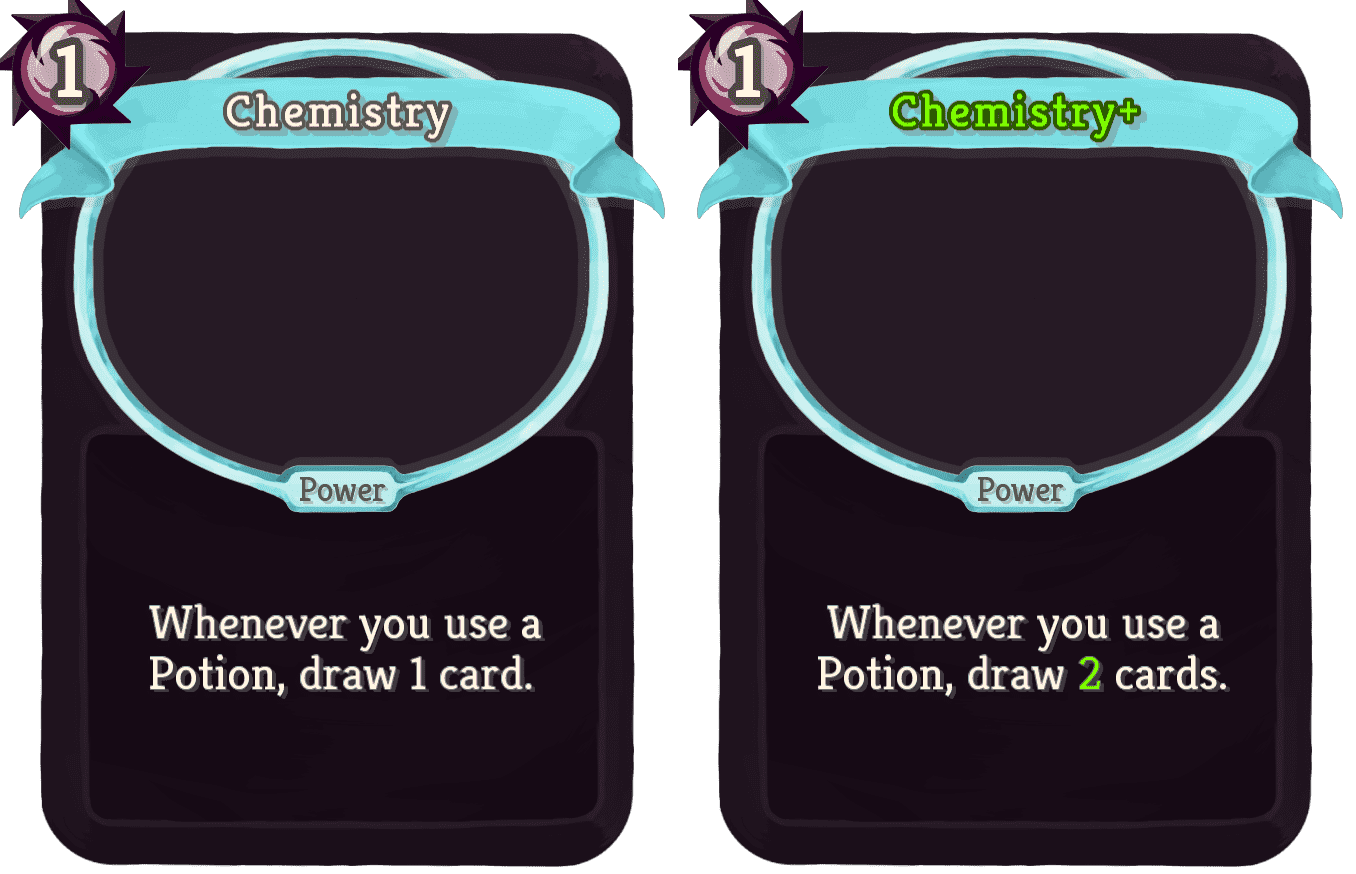 1
Chemistry
Power
Whenever you use a
Potion, draw 1 card.
1
Chemistry+
Power
Whenever you use a
Potion, draw 2 cards.